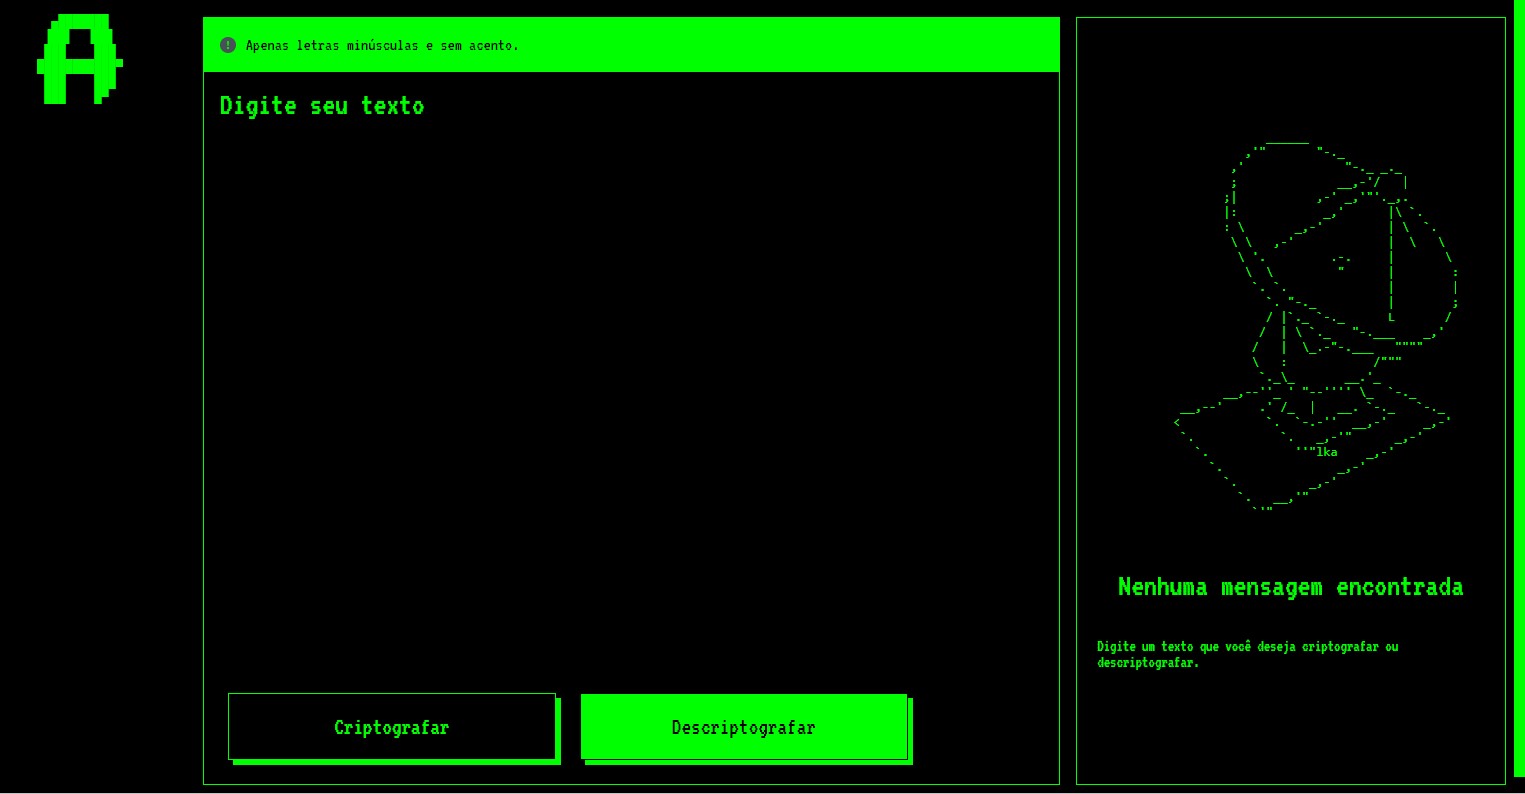 A
Apenas letras minúsculas e sem acento.
Digite seu texto
lka
Nenhuma mensagem encontrada
Digite um texto que você deseja criptografar ou
descriptografar.
Criptografar
Descriptografar